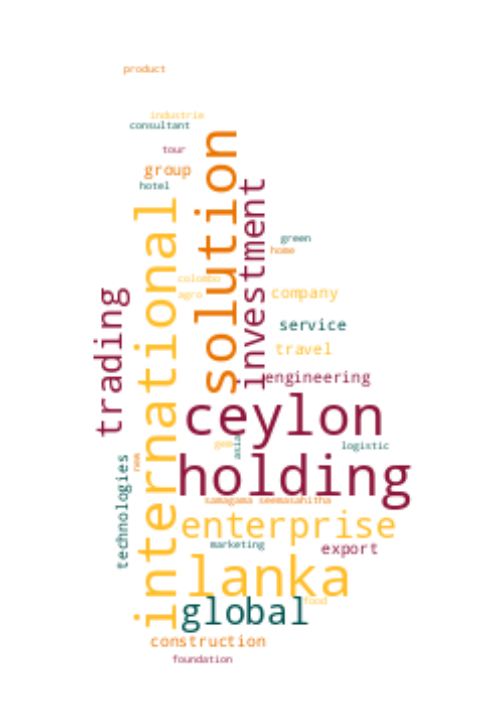 product
industrie
consultant
solution
tour
group
investment
hotel
international
green
home
colombo
agro
company
trading
service
travel
engineering
ceylon
gem
asia
logistic
holding
new
technologies
samagama seemasahitha
enterprise
marketing
export
lanka
food
global
construction
foundation